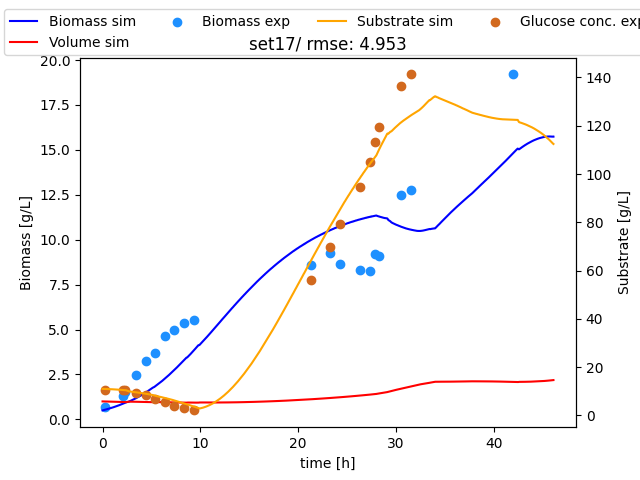 Biomass sim Biomass exp Substrate sim Glucose conc. exp
Volume sim
set17/ rmse: 4.953
20.0
17.5
15.0
12.5
10.0
7.5
5.0
2.5
0.0
Biomass [g/L]
0 10 20 30 40
time [h]
140
120
100
80
60
40
20
0
Substrate [g/L]